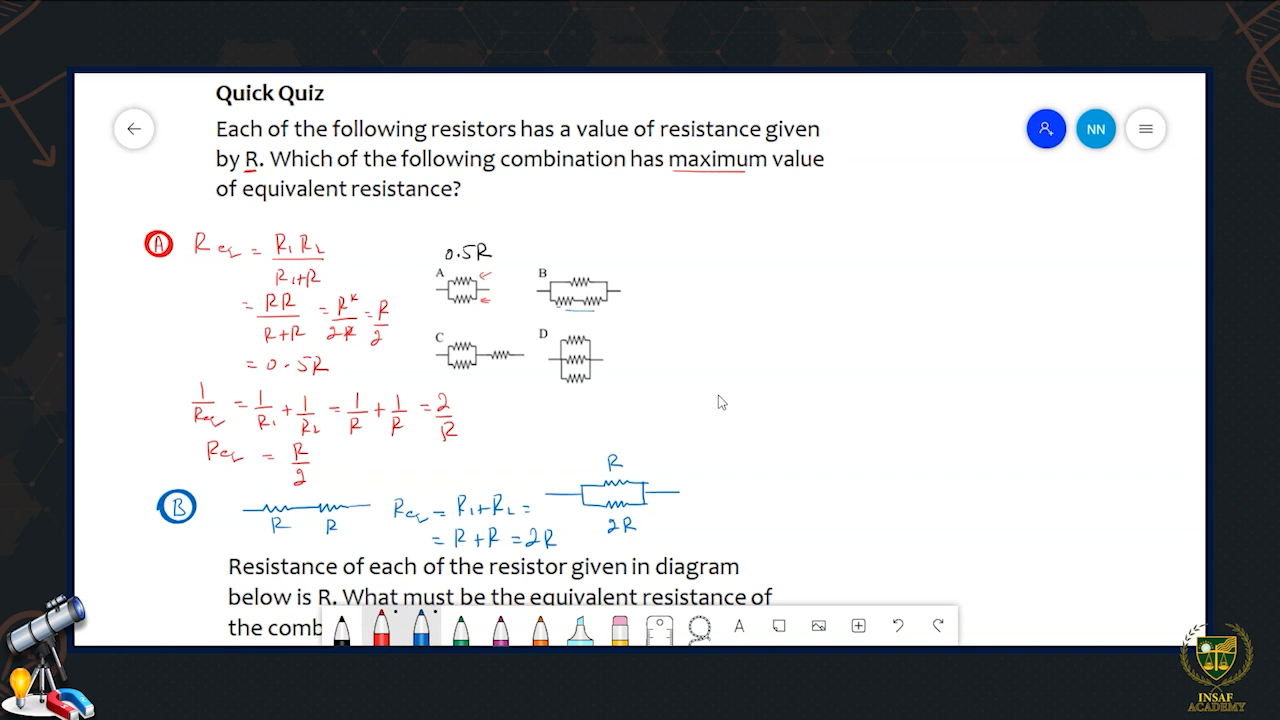 Quick Quiz
Each of the following resistors has a value of resistance given
by R. Which of the following combination has maximum value
of equivalent resistance?
NN
A
Req = R1 R2 / R1+R
= RR / R+R = R² / 2R = R / 2
= 0.5R
1 / Req = 1 / R1 + 1 / R2 = 1 / R + 1 / R = 2 / R
Req = R / 2
0.5R
A
B
C
D
B
R
R
Req = R1+R2 =
= R+R = 2R
R
2R
Resistance of each of the resistor given in diagram
below is R. What must be the equivalent resistance of
the comb
A
INSAF
ACADEMY